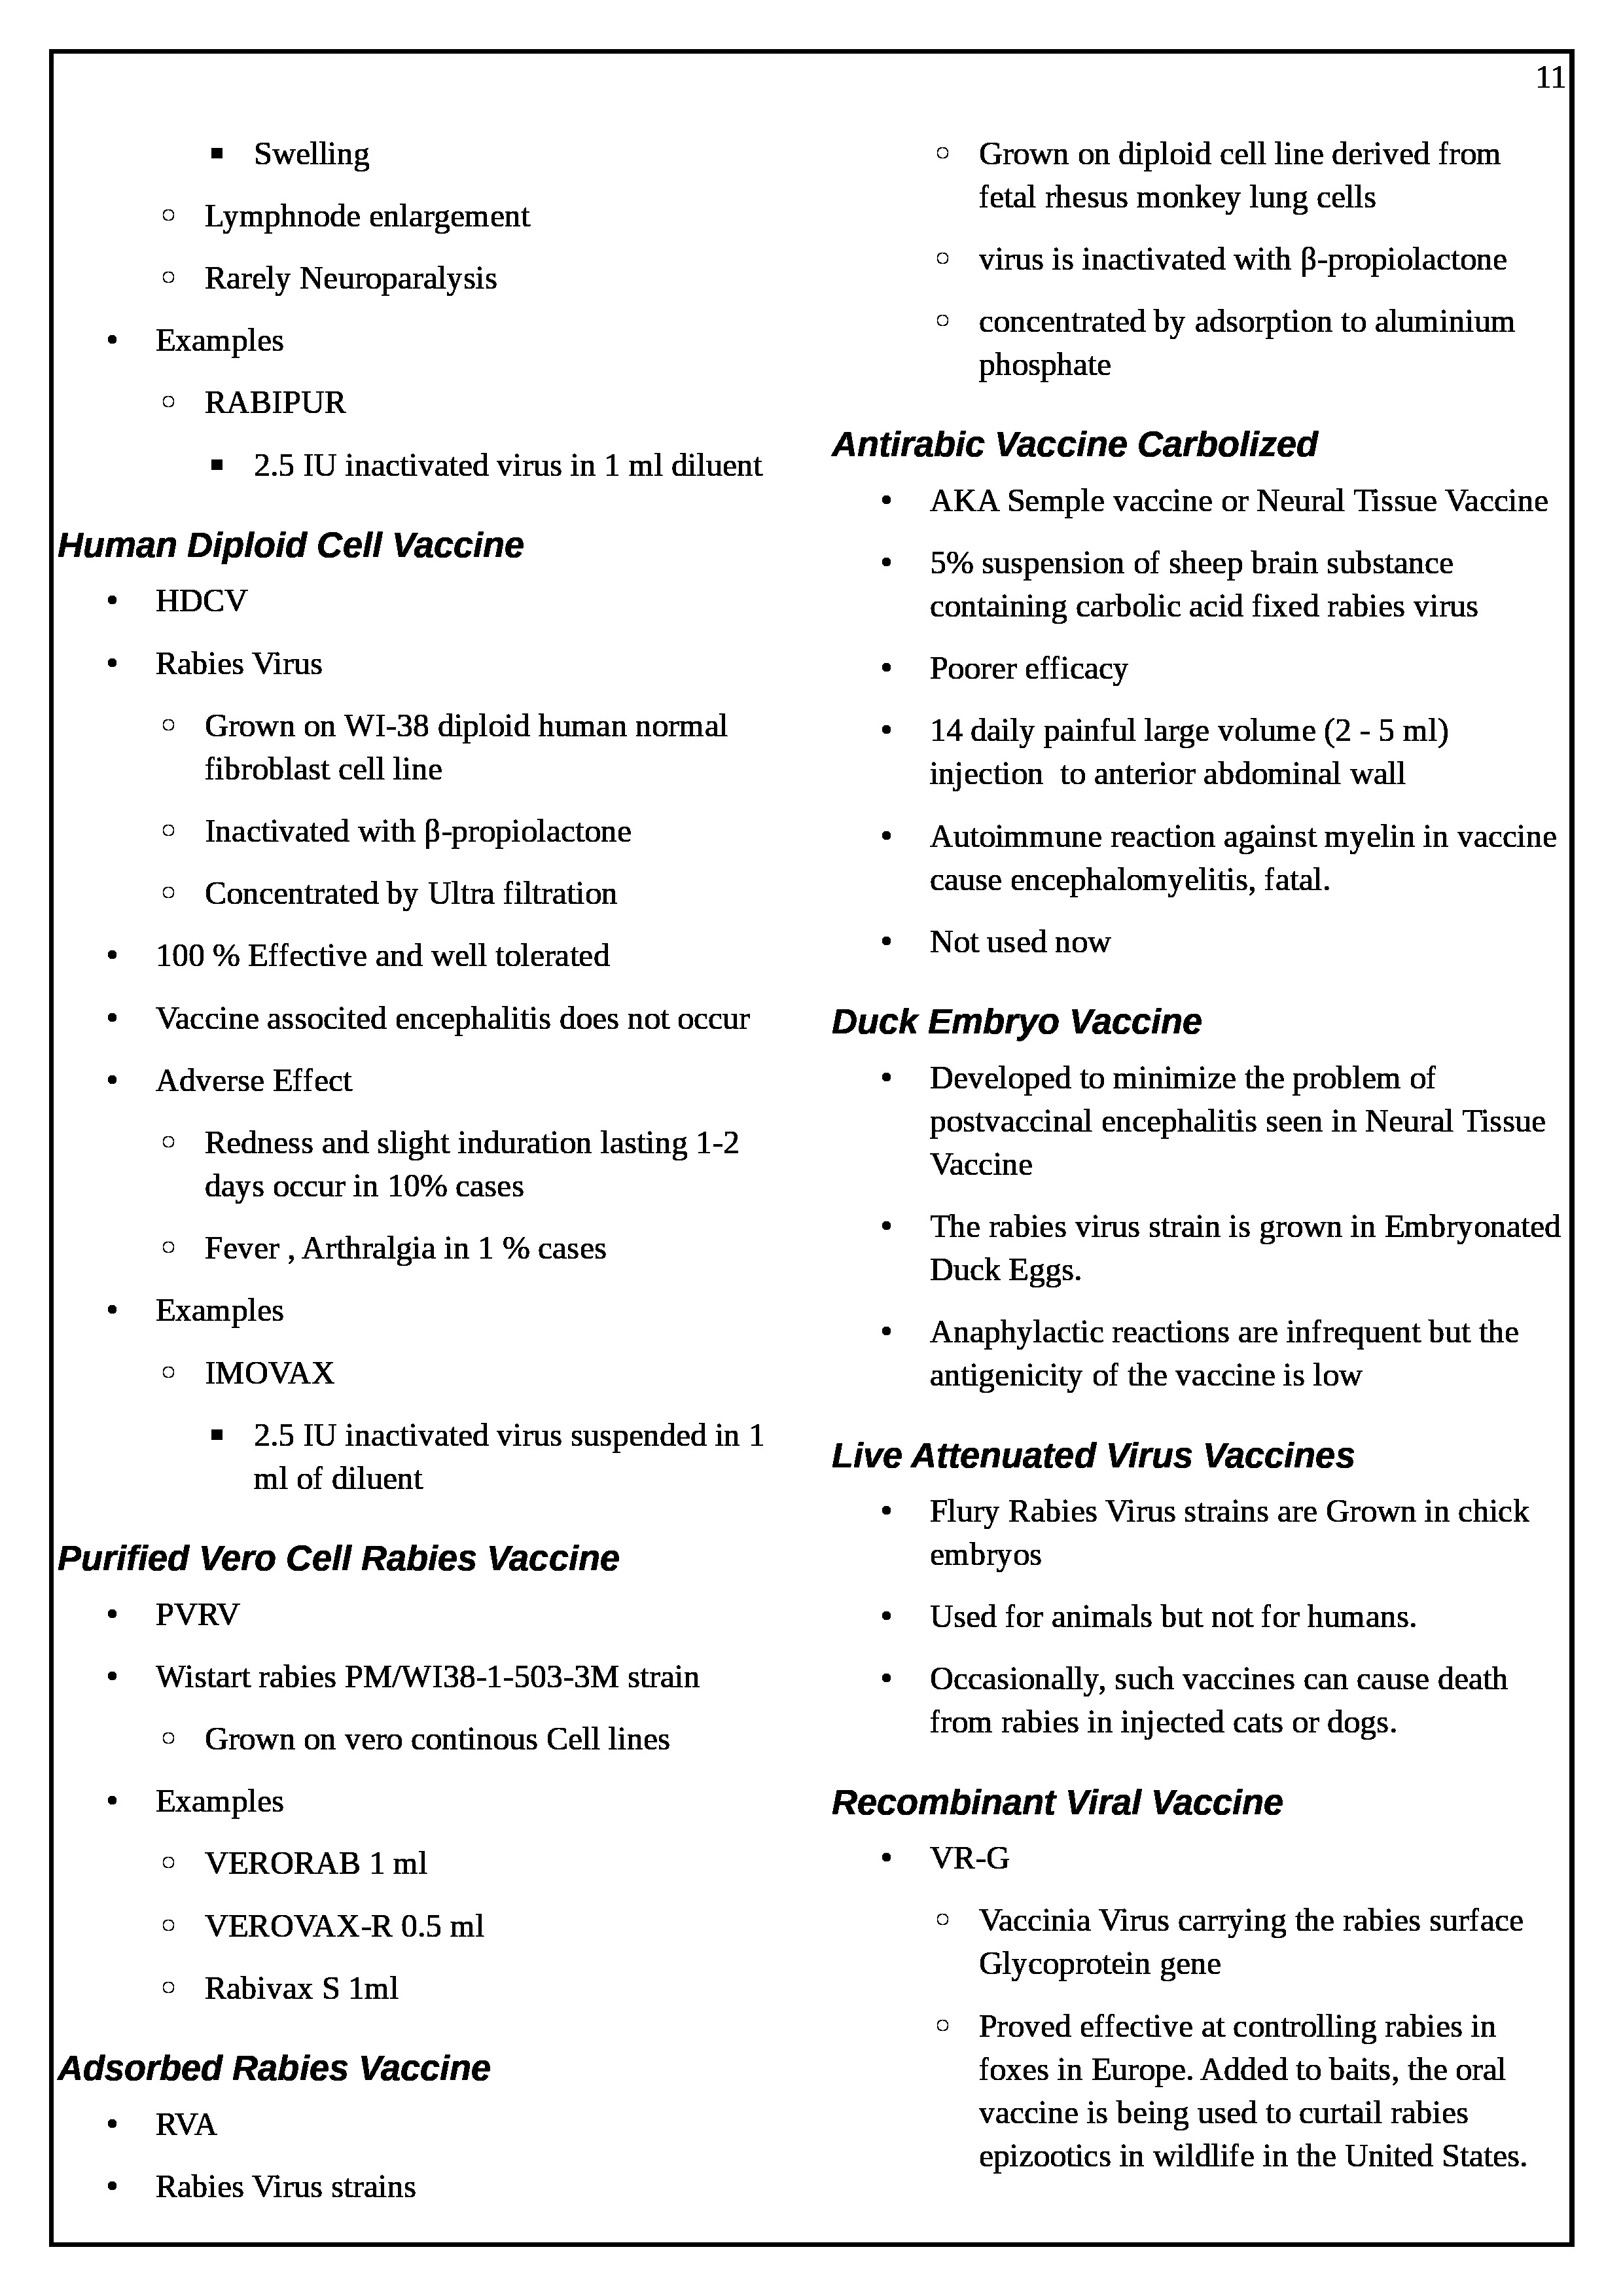 11
Swelling
Lymphnode enlargement
Rarely Neuroparalysis
Examples
RABIPUR
2.5 IU inactivated virus in 1 ml diluent
Human Diploid Cell Vaccine
HDCV
Rabies Virus
Grown on WI-38 diploid human normal
fibroblast cell line
Inactivated with β-propiolactone
Concentrated by Ultra filtration
100 % Effective and well tolerated
Vaccine associted encephalitis does not occur
Adverse Effect
Redness and slight induration lasting 1-2
days occur in 10% cases
Fever , Arthralgia in 1 % cases
Examples
IMOVAX
2.5 IU inactivated virus suspended in 1
ml of diluent
Purified Vero Cell Rabies Vaccine
PVRV
Wistart rabies PM/WI38-1-503-3M strain
Grown on vero continous Cell lines
Examples
VERORAB 1 ml
VEROVAX-R 0.5 ml
Rabivax S 1ml
Adsorbed Rabies Vaccine
RVA
Rabies Virus strains
Grown on diploid cell line derived from
fetal rhesus monkey lung cells
virus is inactivated with β-propiolactone
concentrated by adsorption to aluminium
phosphate
Antirabic Vaccine Carbolized
AKA Semple vaccine or Neural Tissue Vaccine
5% suspension of sheep brain substance
containing carbolic acid fixed rabies virus
Poorer efficacy
14 daily painful large volume (2 - 5 ml)
injection  to anterior abdominal wall
Autoimmune reaction against myelin in vaccine
cause encephalomyelitis, fatal.
Not used now
Duck Embryo Vaccine
Developed to minimize the problem of
postvaccinal encephalitis seen in Neural Tissue
Vaccine
The rabies virus strain is grown in Embryonated
Duck Eggs.
Anaphylactic reactions are infrequent but the
antigenicity of the vaccine is low
Live Attenuated Virus Vaccines
Flury Rabies Virus strains are Grown in chick
embryos
Used for animals but not for humans.
Occasionally, such vaccines can cause death
from rabies in injected cats or dogs.
Recombinant Viral Vaccine
VR-G
Vaccinia Virus carrying the rabies surface
Glycoprotein gene
Proved effective at controlling rabies in
foxes in Europe. Added to baits, the oral
vaccine is being used to curtail rabies
epizootics in wildlife in the United States.